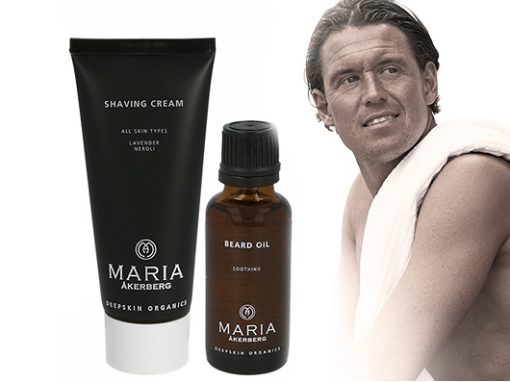 SHAVING CREAM
ALL SKIN TYPES
LAVENDER
NEROLI
MARIA
ÅKERBERG
DEEPSKIN ORGANICS
BEARD OIL
SOOTHING
MARIA
ÅKERBERG
DEEPSKIN ORGANICS